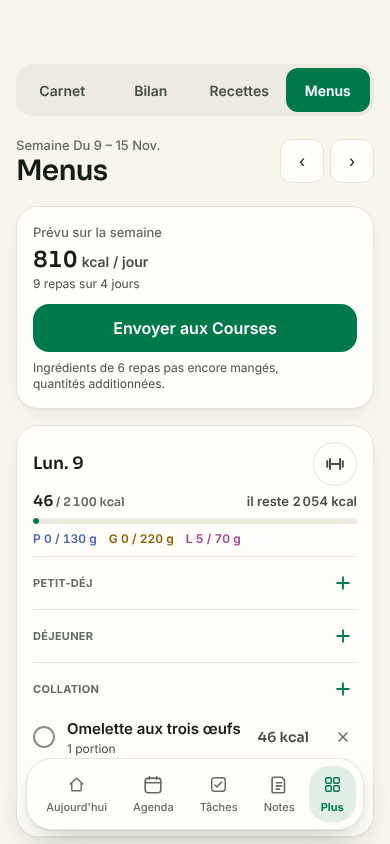 Carnet
Bilan
Recettes
Menus
Semaine Du 9 – 15 Nov.
Menus
‹
›
Prévu sur la semaine
810 kcal / jour
9 repas sur 4 jours
Envoyer aux Courses
Ingrédients de 6 repas pas encore mangés,
quantités additionnées.
Lun. 9
46 / 2 100 kcal
il reste 2 054 kcal
P 0 / 130 g G 0 / 220 g L 5 / 70 g
PETIT-DÉJ
DÉJEUNER
COLLATION
Omelette aux trois œufs
46 kcal
1 portion
Aujourd'hui
Agenda
Tâches
Notes
Plus